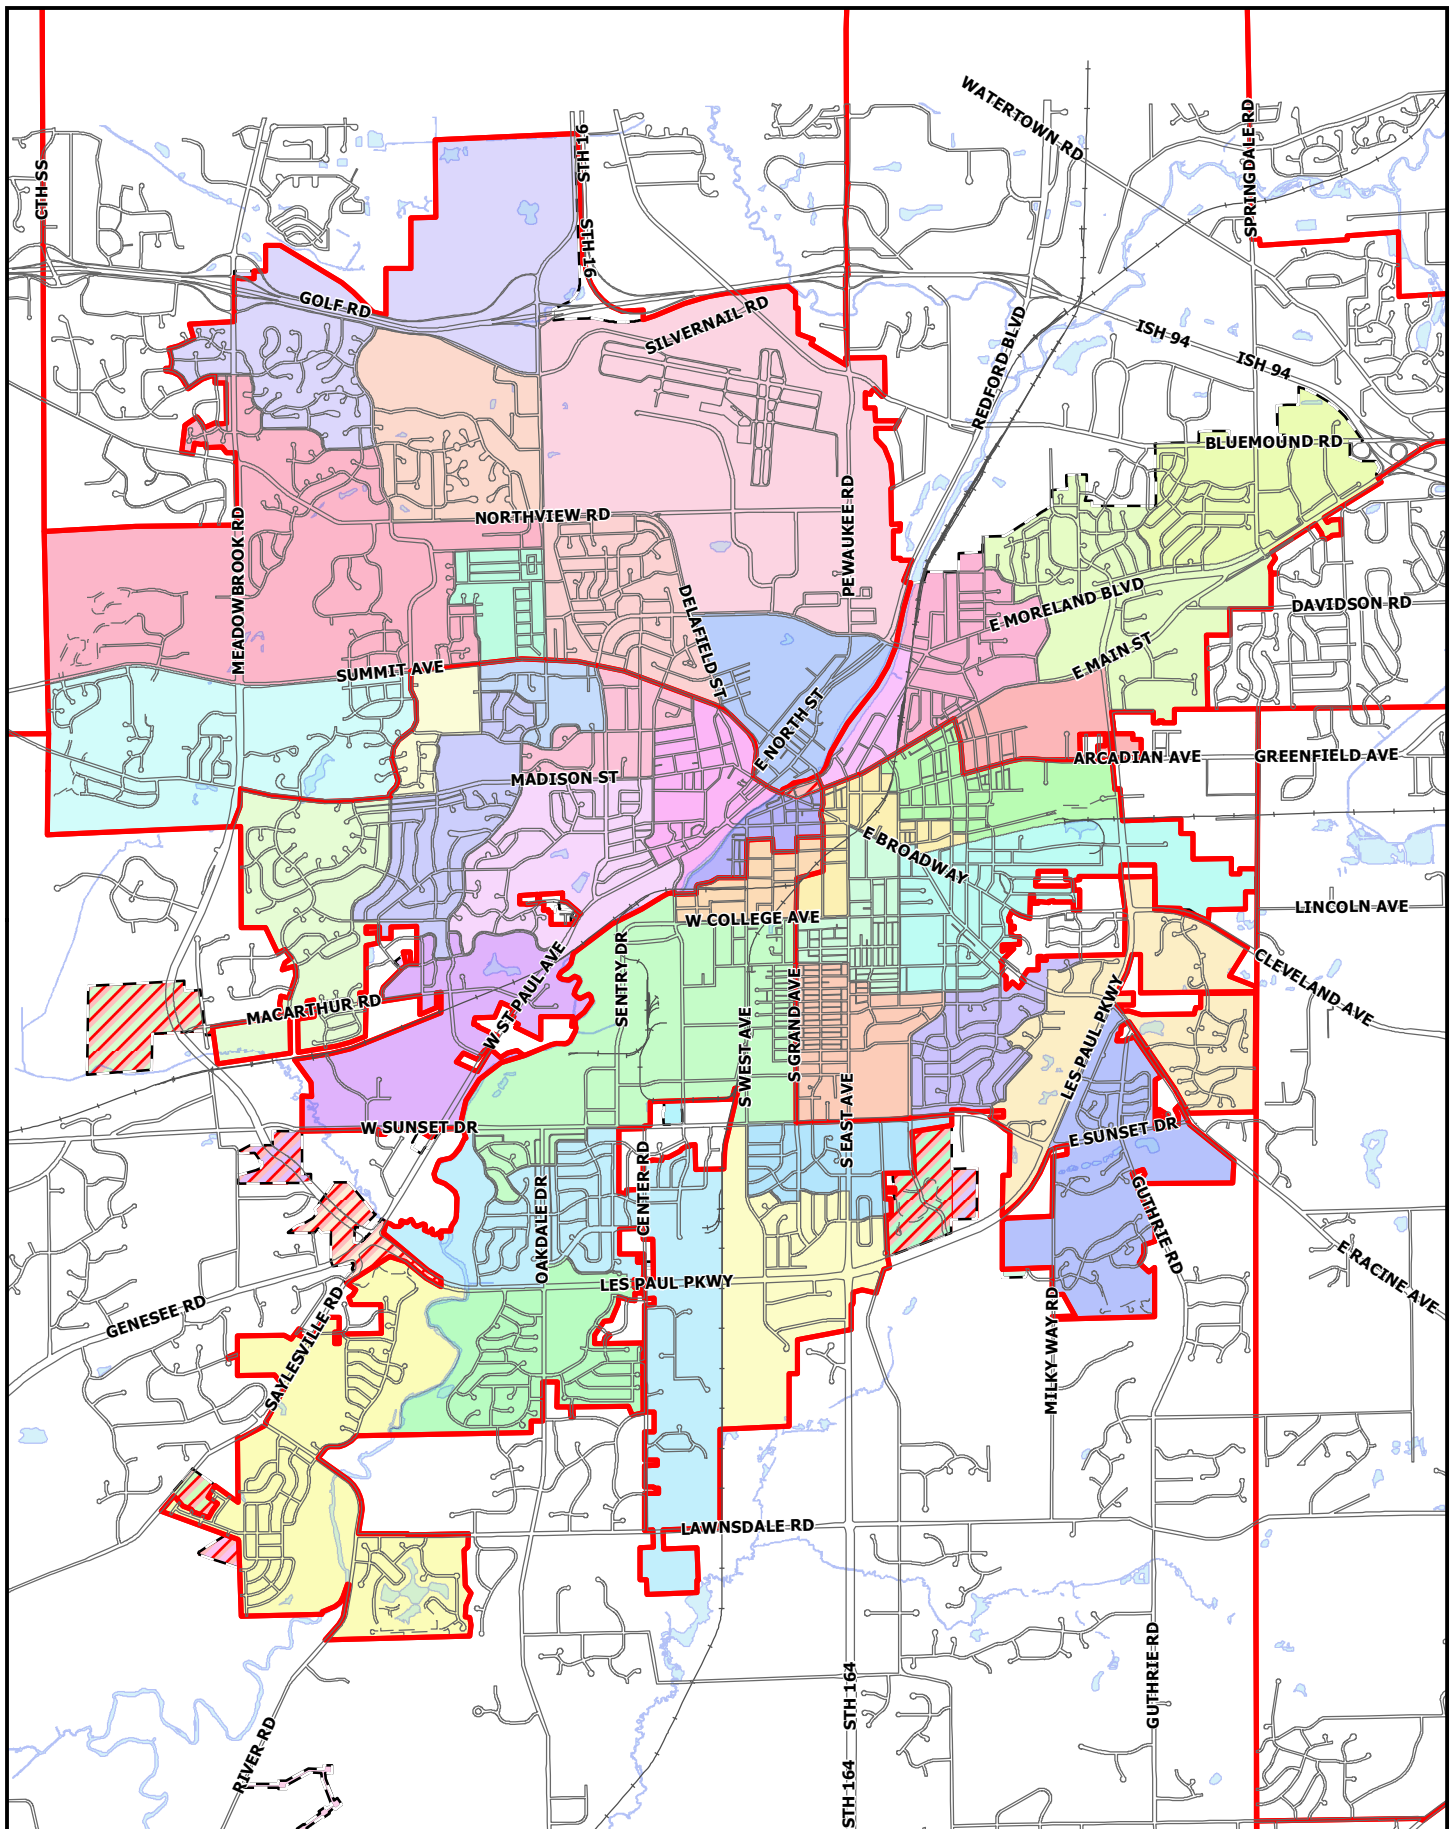 WATERTOWN RD
SPRINGDALE RD
CTH SS
STH 16
STH 16
GOLF RD
SILVERNAIL RD
REDFORD BLVD
ISH 94
ISH 94
BLUEMOUND RD
NORTHVIEW RD
PEWAUKEE RD
MEADOWBROOK RD
DELAFIELD ST
E MORELAND BLVD
DAVIDSON RD
E MAIN ST
SUMMIT AVE
E NORTH ST
MADISON ST
ARCADIAN AVE
GREENFIELD AVE
E BROADWAY
W COLLEGE AVE
LINCOLN AVE
SENTRY DR
W ST PAUL AVE
CLEVELAND AVE
MACARTHUR RD
S GRAND AVE
S WEST AVE
LES PAUL PKWY
S EAST AVE
W SUNSET DR
E SUNSET DR
CENTER RD
OAKDALE DR
GUTHRIE RD
E RACINE AVE
LES PAUL PKWY
GENESEE RD
SAYLESVILLE RD
MILKY WAY RD
LAWNSDALE RD
GUTHRIE RD
STH 164
RIVER RD
STH 164